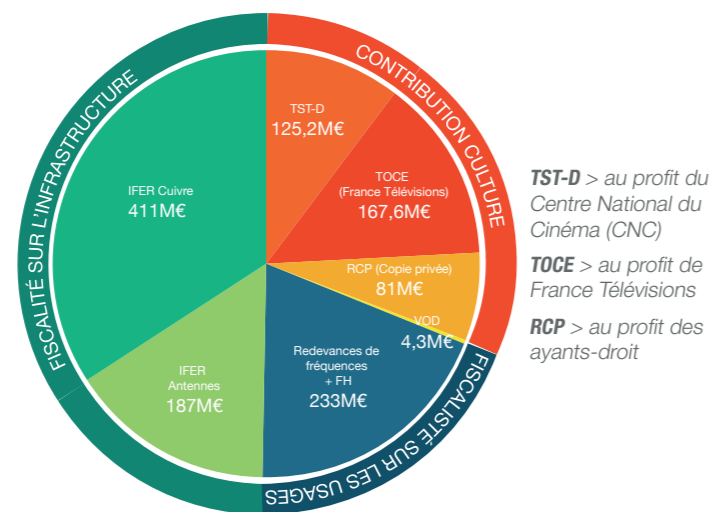 CONTRIBUTION CULTURE
FISCALITÉ SUR L'INFRASTRUCTURE
TST-D
125,2M€
TOCE
(France Télévisions)
167,6M€
IFER Cuivre
411M€
RCP (Copie privée)
81M€
VOD
4,3M€
Redevances de
fréquences
+ FH
233M€
IFER
Antennes
187M€
FISCALISTÉ SUR LES USAGES
TST-D > au profit du
Centre National du
Cinéma (CNC)
TOCE > au profit de
France Télévisions
RCP > au profit des
ayants-droit